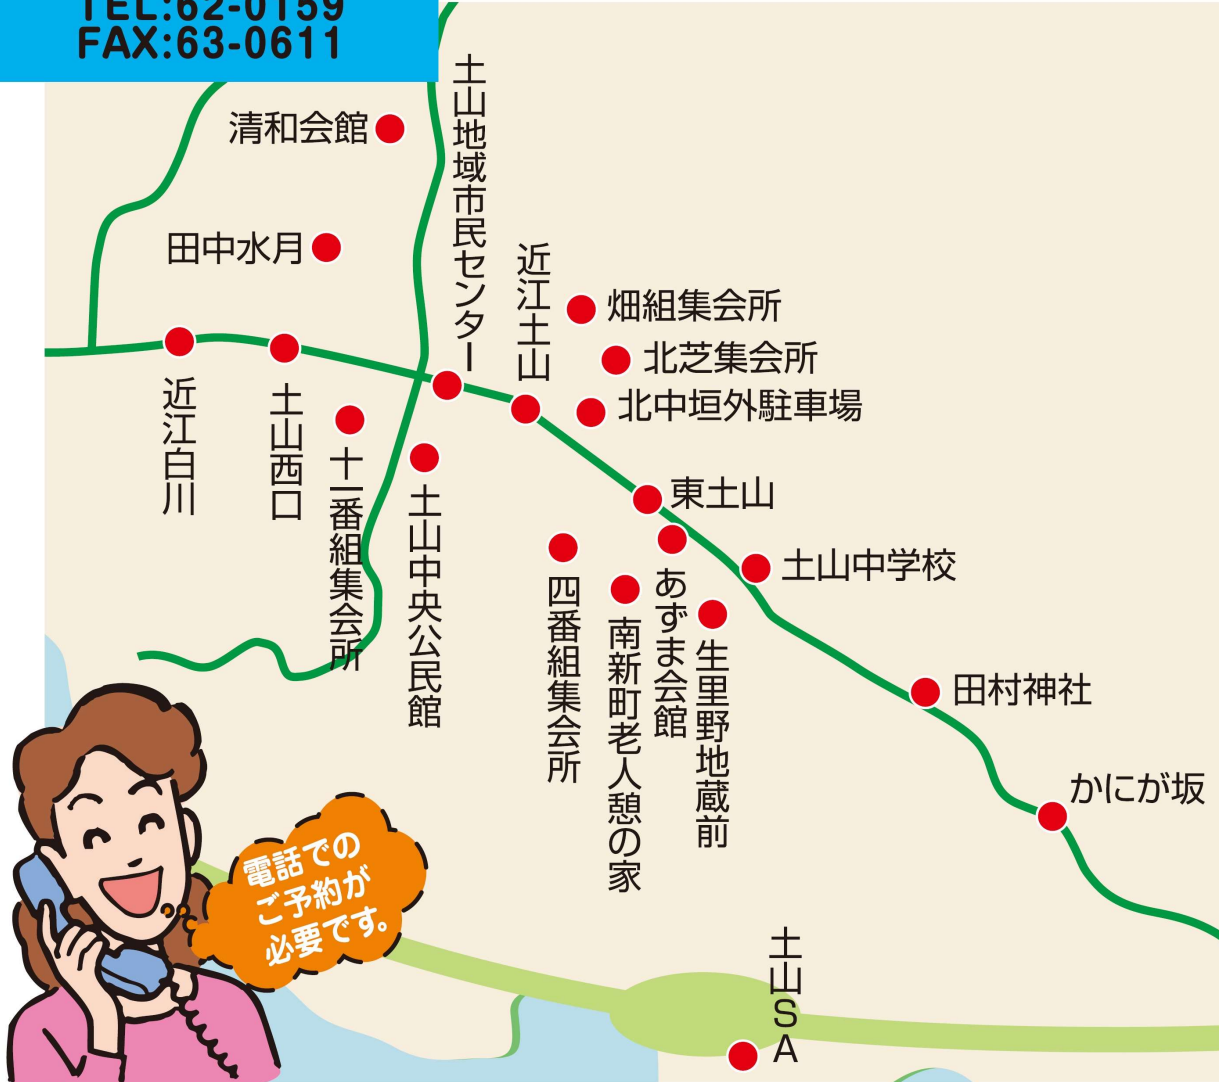 TEL:62-0159
FAX:63-0611
清和会館
土山地域市民センター
田中水月
近江土山
畑組集会所
北芝集会所
北中垣外駐車場
近江白川
土山西口
十一番組集会所
土山中央公民館
東土山
四番組集会所
南新町老人憩の家
あずま会館
土山中学校
生里野地蔵前
田村神社
かにが坂
電話での
ご予約が
必要です。
土山SA